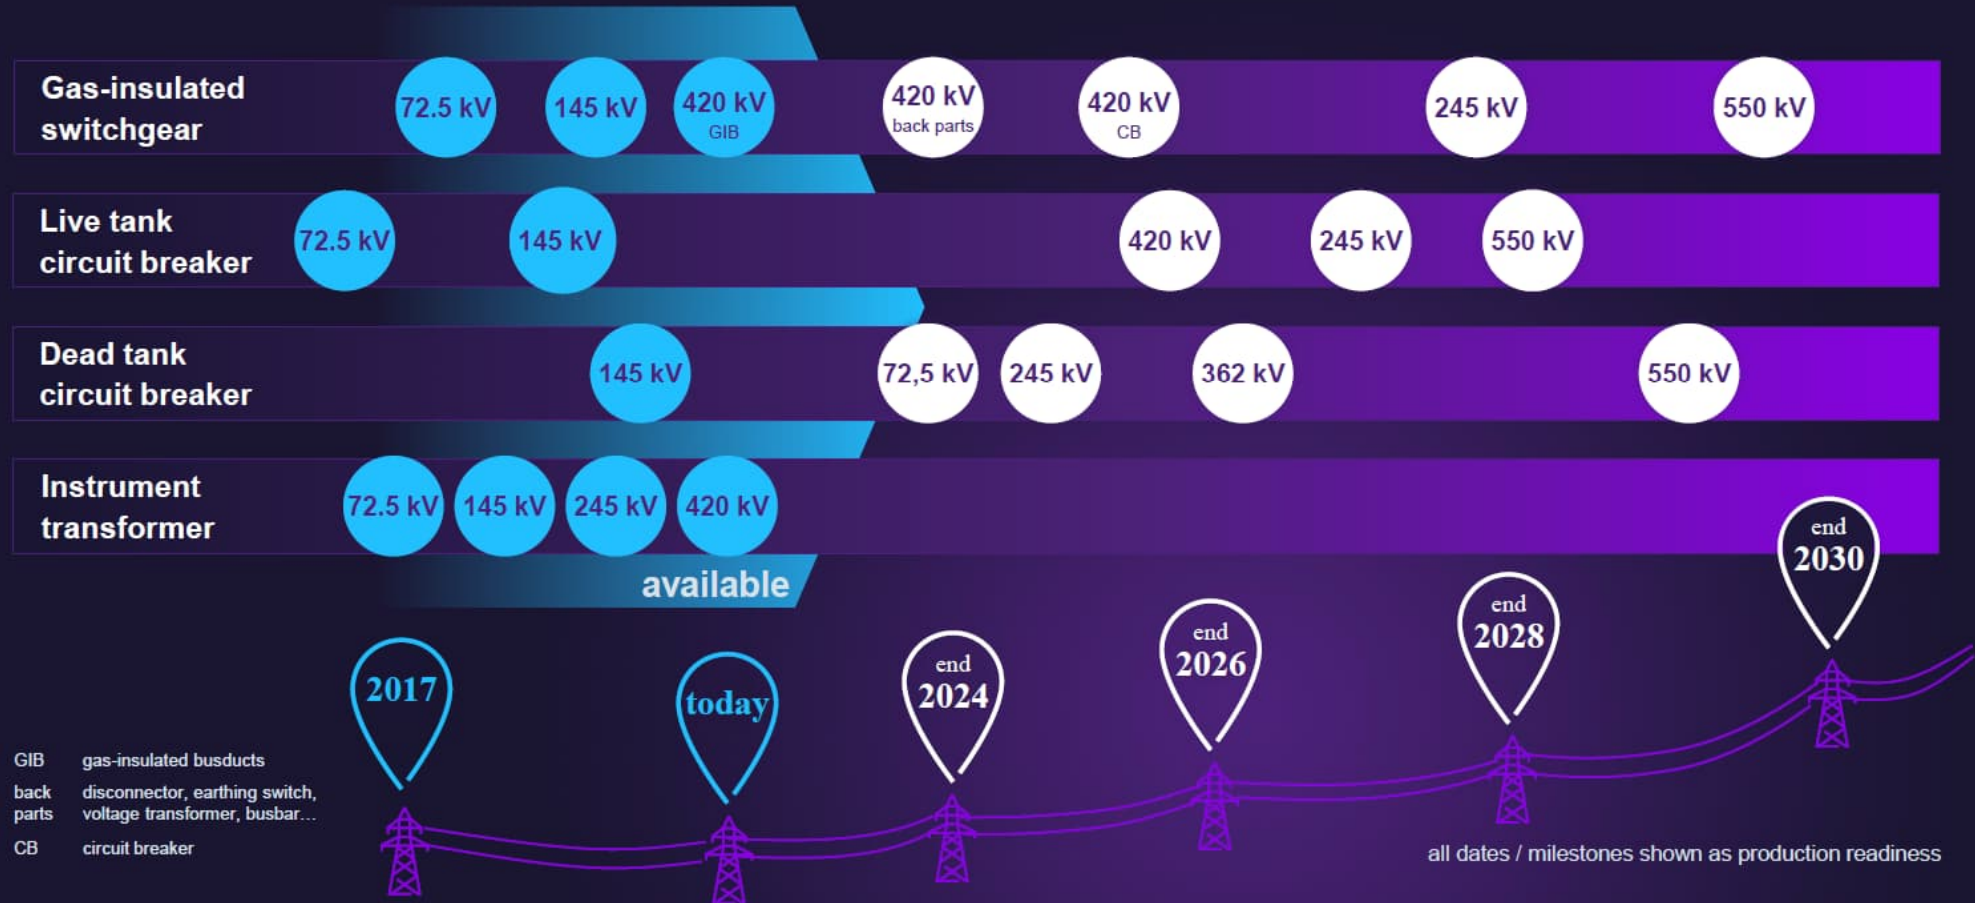 Gas-insulated
switchgear
72.5 kV
145 kV
420 kV
GIB
420 kV
back parts
420 kV
CB
245 kV
550 kV
Live tank
circuit breaker
72.5 kV
145 kV
420 kV
245 kV
550 kV
Dead tank
circuit breaker
145 kV
72,5 kV
245 kV
362 kV
550 kV
Instrument
transformer
72.5 kV
145 kV
245 kV
420 kV
available
2017
today
end
2024
end
2026
end
2028
end
2030
GIB gas-insulated busducts
back disconnector, earthing switch,
parts voltage transformer, busbar...
CB circuit breaker
all dates / milestones shown as production readiness